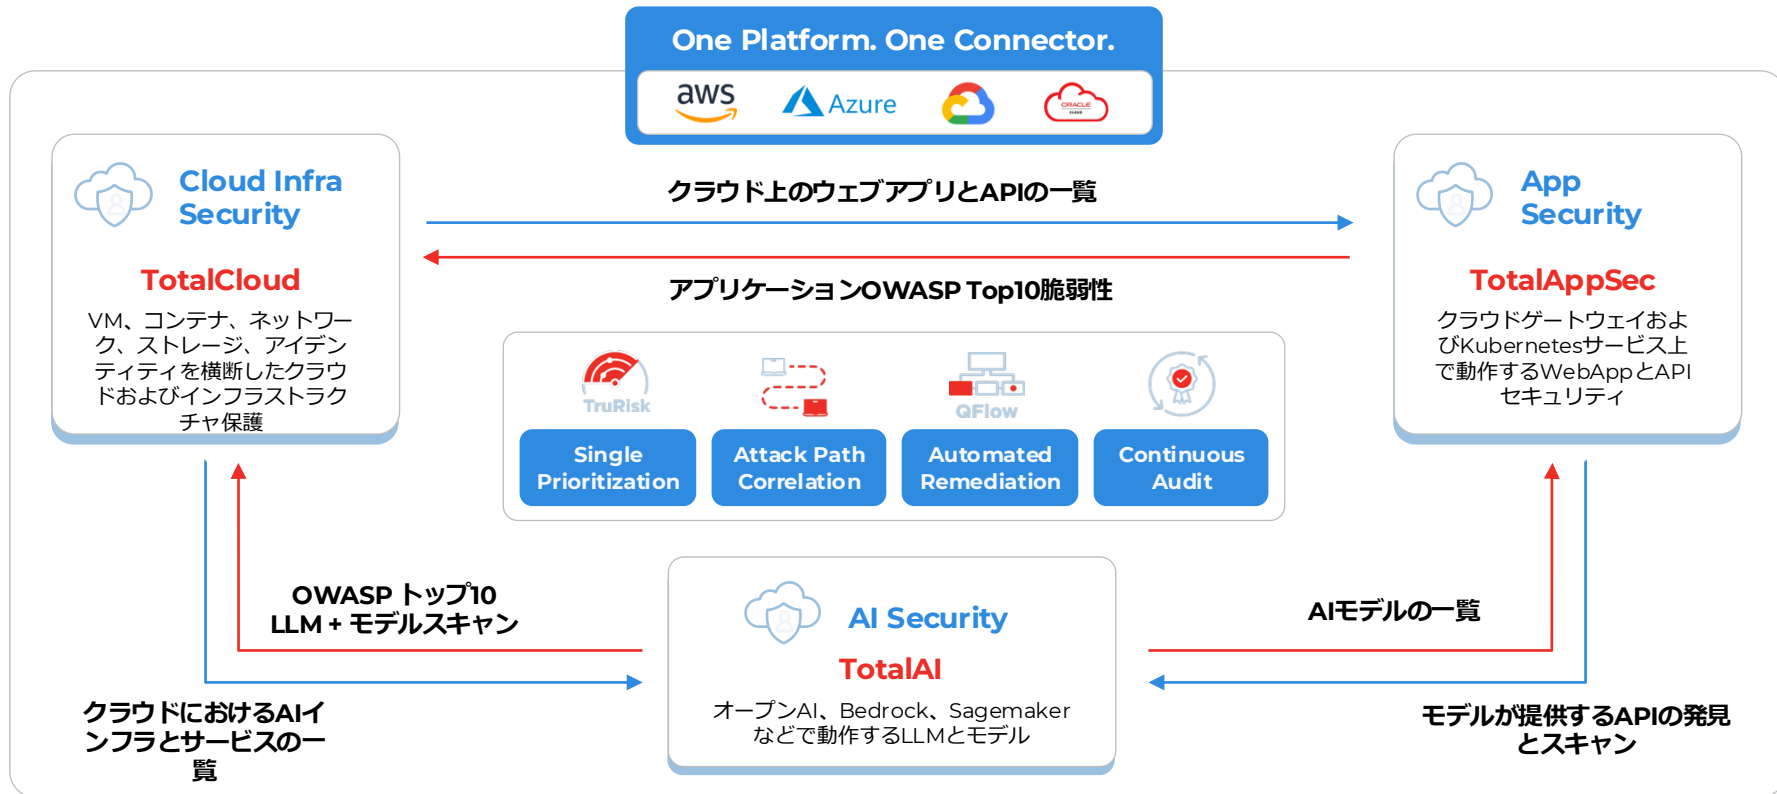 One Platform. One Connector.
aws
Azure
ORACLE
CLOUD
Cloud Infra
Security
TotalCloud
VM、コンテナ、ネットワー
ク、ストレージ、アイデン
ティティを横断したクラウ
ドおよびインフラストラク
チャ保護
クラウド上のウェブアプリとAPIの一覧
アプリケーションOWASP Top10脆弱性
App
Security
TotalAppSec
クラウドゲートウェイおよ
びKubernetesサービス上
で動作するWebAppとAPI
セキュリティ
TruRisk
QFlow
Single
Prioritization
Attack Path
Correlation
Automated
Remediation
Continuous
Audit
OWASP トップ10
LLM + モデルスキャン
クラウドにおけるAIイ
ンフラとサービスの一
覧
AI Security
TotalAI
オープンAI、Bedrock、Sagemaker
などで動作するLLMとモデル
AIモデルの一覧
モデルが提供するAPIの発見
とスキャン